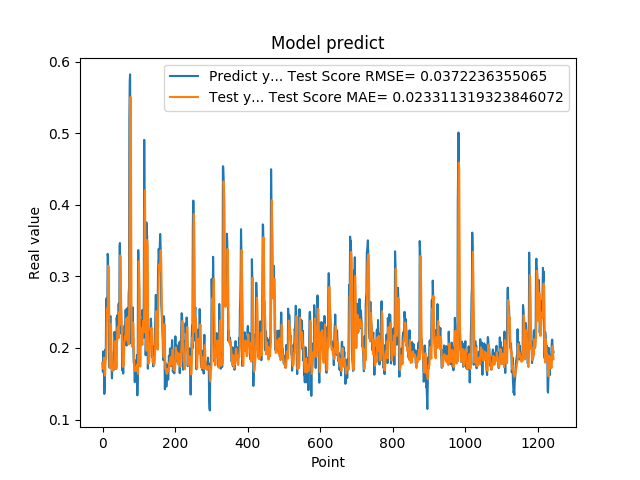 Model predict
Predict y... Test Score RMSE= 0.0372236355065
Test y... Test Score MAE= 0.023311319323846072
0.6
0.5
0.4
0.3
0.2
0.1
Real value
0 200 400 600 800 1000 1200
Point